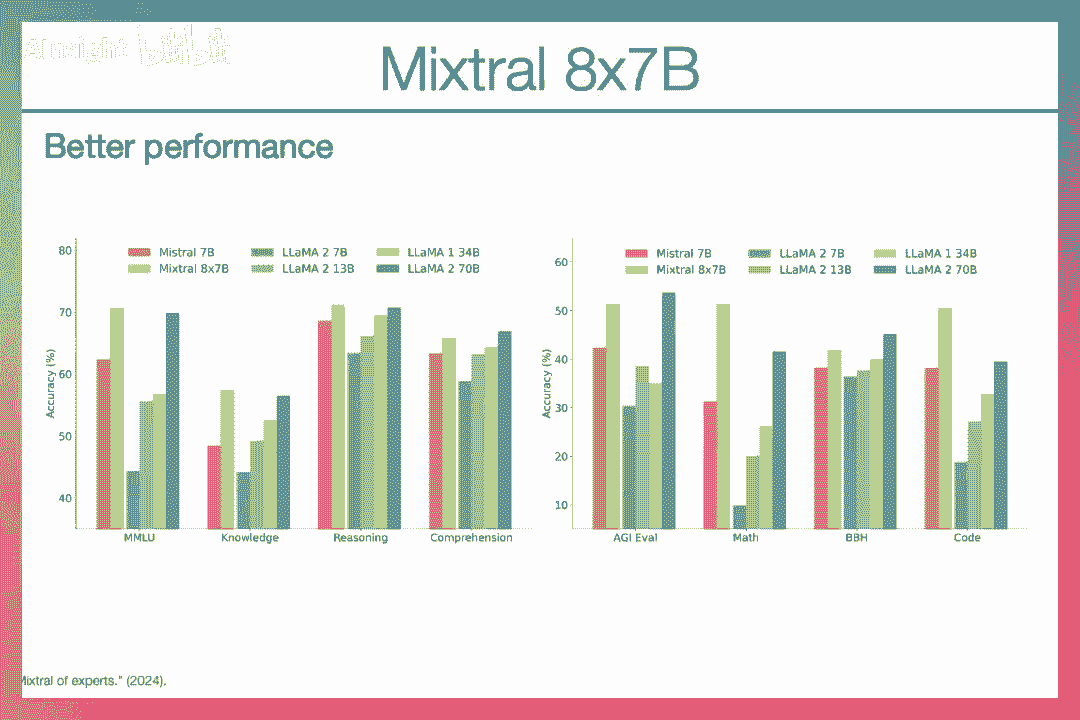 Mixtral 8x7B
Better performance
Mistral 7B LLaMA 2 7B LLaMA 1 34B
Mixtral 8x7B LLaMA 2 13B LLaMA 2 70B
80
70
60
50
40
Accuracy (%)
MMLU Knowledge Reasoning Comprehension
Mistral 7B LLaMA 2 7B LLaMA 1 34B
Mixtral 8x7B LLaMA 2 13B LLaMA 2 70B
60
50
40
30
20
10
Accuracy (%)
AGI Eval Math BBH Code
Mixtral of experts." (2024).